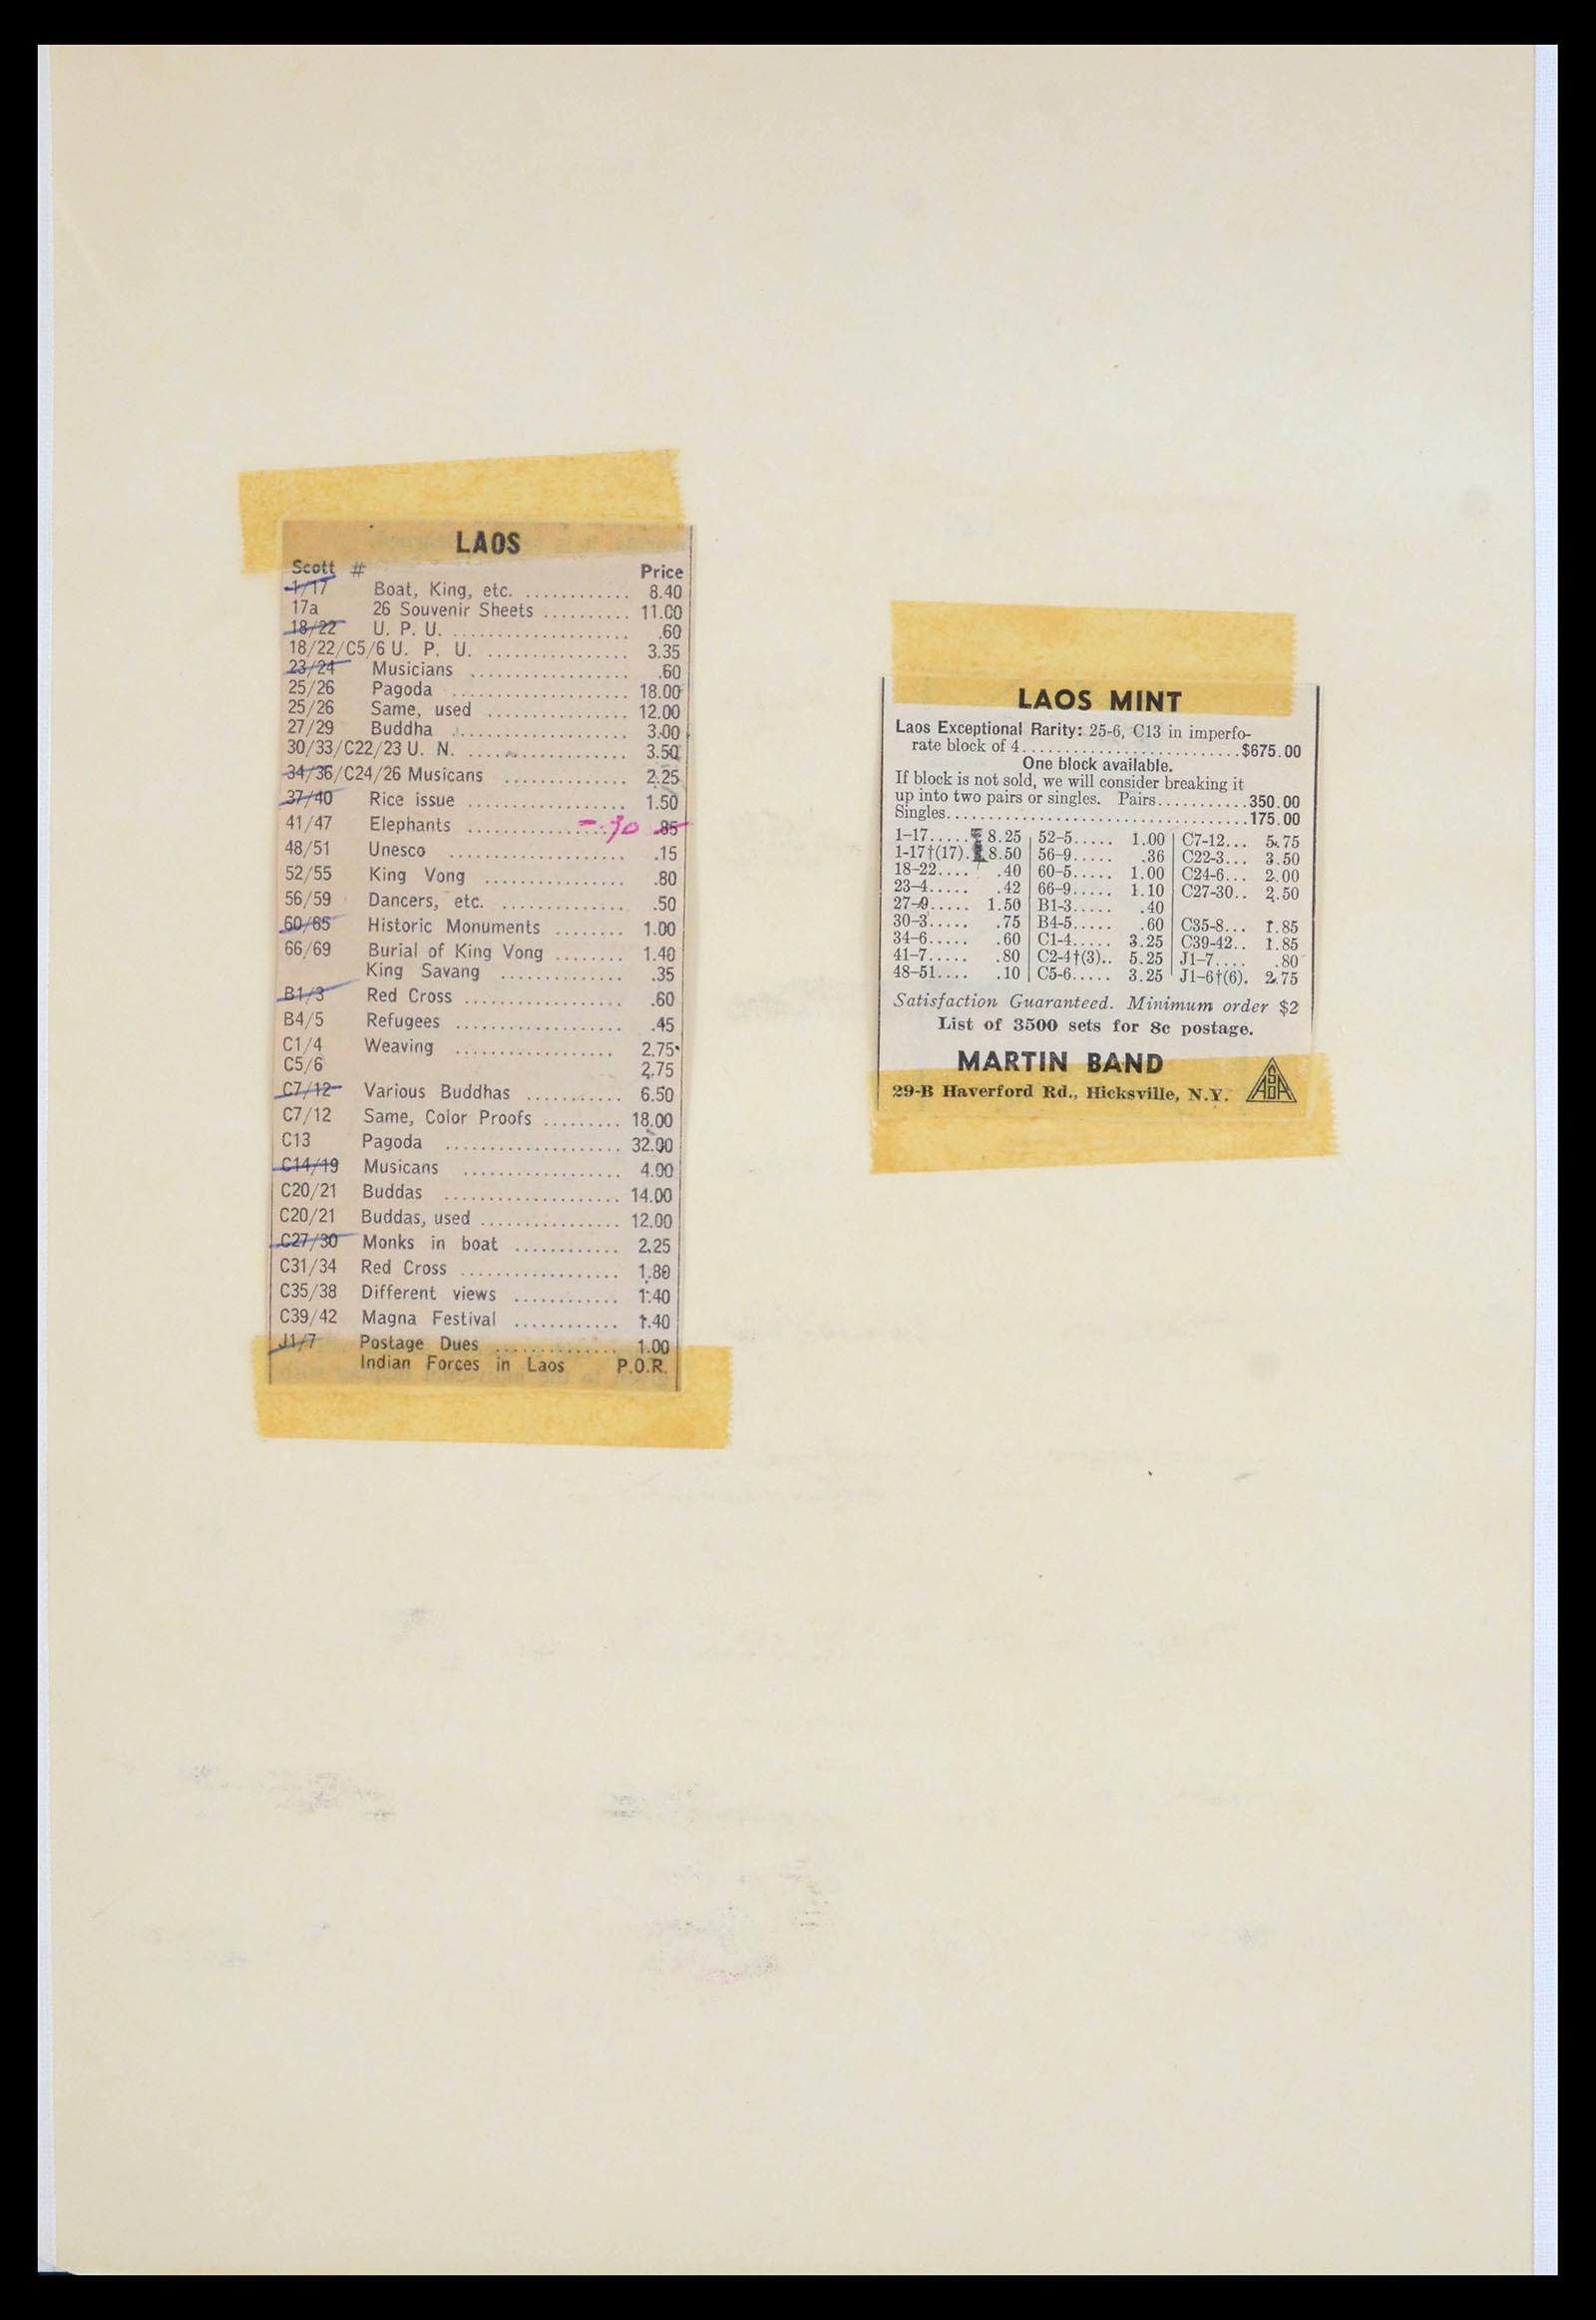 LAOS
Scott # Price
1/17 Boat, King, etc. ............ 8.40
17a 26 Souvenir Sheets .......... 11.00
18/22 U. P. U. .................... .60
18/22/C5/6 U. P. U. ................ 3.35
23/24 Musicians .................. .60
25/26 Pagoda .................... 18.00
25/26 Same, used ................ 12.00
27/29 Buddha .................... 3.00
30/33/C22/23 U. N. .................. 3.50
34/36/C24/26 Musicans .............. 2.25
37/40 Rice issue .................. 1.50
41/47 Elephants ............... .85
48/51 Unesco .................... .15
52/55 King Vong ................ .80
56/59 Dancers, etc. .............. .50
60/65 Historic Monuments ........ 1.00
66/69 Burial of King Vong ........ 1.40
King Savang .............. .35
B1/3 Red Cross .................. .60
B4/5 Refugees ................... .45
C1/4 Weaving .................. 2.75
C5/6 2.75
C7/12 Various Buddhas ........... 6.50
C7/12 Same, Color Proofs ......... 18.00
C13 Pagoda .................... 32.00
C14/19 Musicans .................. 4.00
C20/21 Buddas .................... 14.00
C20/21 Buddas, used ................ 12.00
C27/30 Monks in boat ............ 2.25
C31/34 Red Cross .................. 1.80
C35/38 Different views ............ 1.40
C39/42 Magna Festival ............ 1.40
J1/7 Postage Dues .............. 1.00
Indian Forces in Laos P.O.R.
LAOS MINT
Laos Exceptional Rarity: 25-6, C13 in imperfo-
rate block of 4..........................$675.00
One block available.
If block is not sold, we will consider breaking it
up into two pairs or singles. Pairs...........350.00
Singles...................................175.00
1-17..... 8.25 52-5..... 1.00 C7-12... 5.75
1-17†(17). 18.50 56-9..... .36 C22-3... 3.50
18-22.... .40 60-5..... 1.00 C24-6... 2.00
23-4..... .42 66-9..... 1.10 C27-30.. 2.50
27-9..... 1.50 B1-3..... .40
30-3..... .75 B4-5..... .60 C35-8... 1.85
34-6..... .60 C1-4..... 3.25 C39-42.. 1.85
41-7..... .80 C2-4†(3).. 5.25 J1-7.... .80
48-51.... .10 C5-6..... 3.25 J1-6†(6). 2.75
Satisfaction Guaranteed. Minimum order $2
List of 3500 sets for 8c postage.
MARTIN BAND
29-B Haverford Rd., Hicksville, N.Y. ASDA